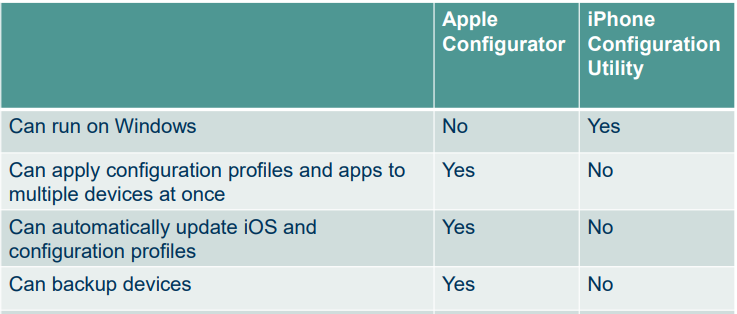 Apple
Configurator
iPhone
Configuration
Utility
Can run on Windows
No
Yes
Can apply configuration profiles and apps to
multiple devices at once
Yes
No
Can automatically update iOS and
configuration profiles
Yes
No
Can backup devices
Yes
No